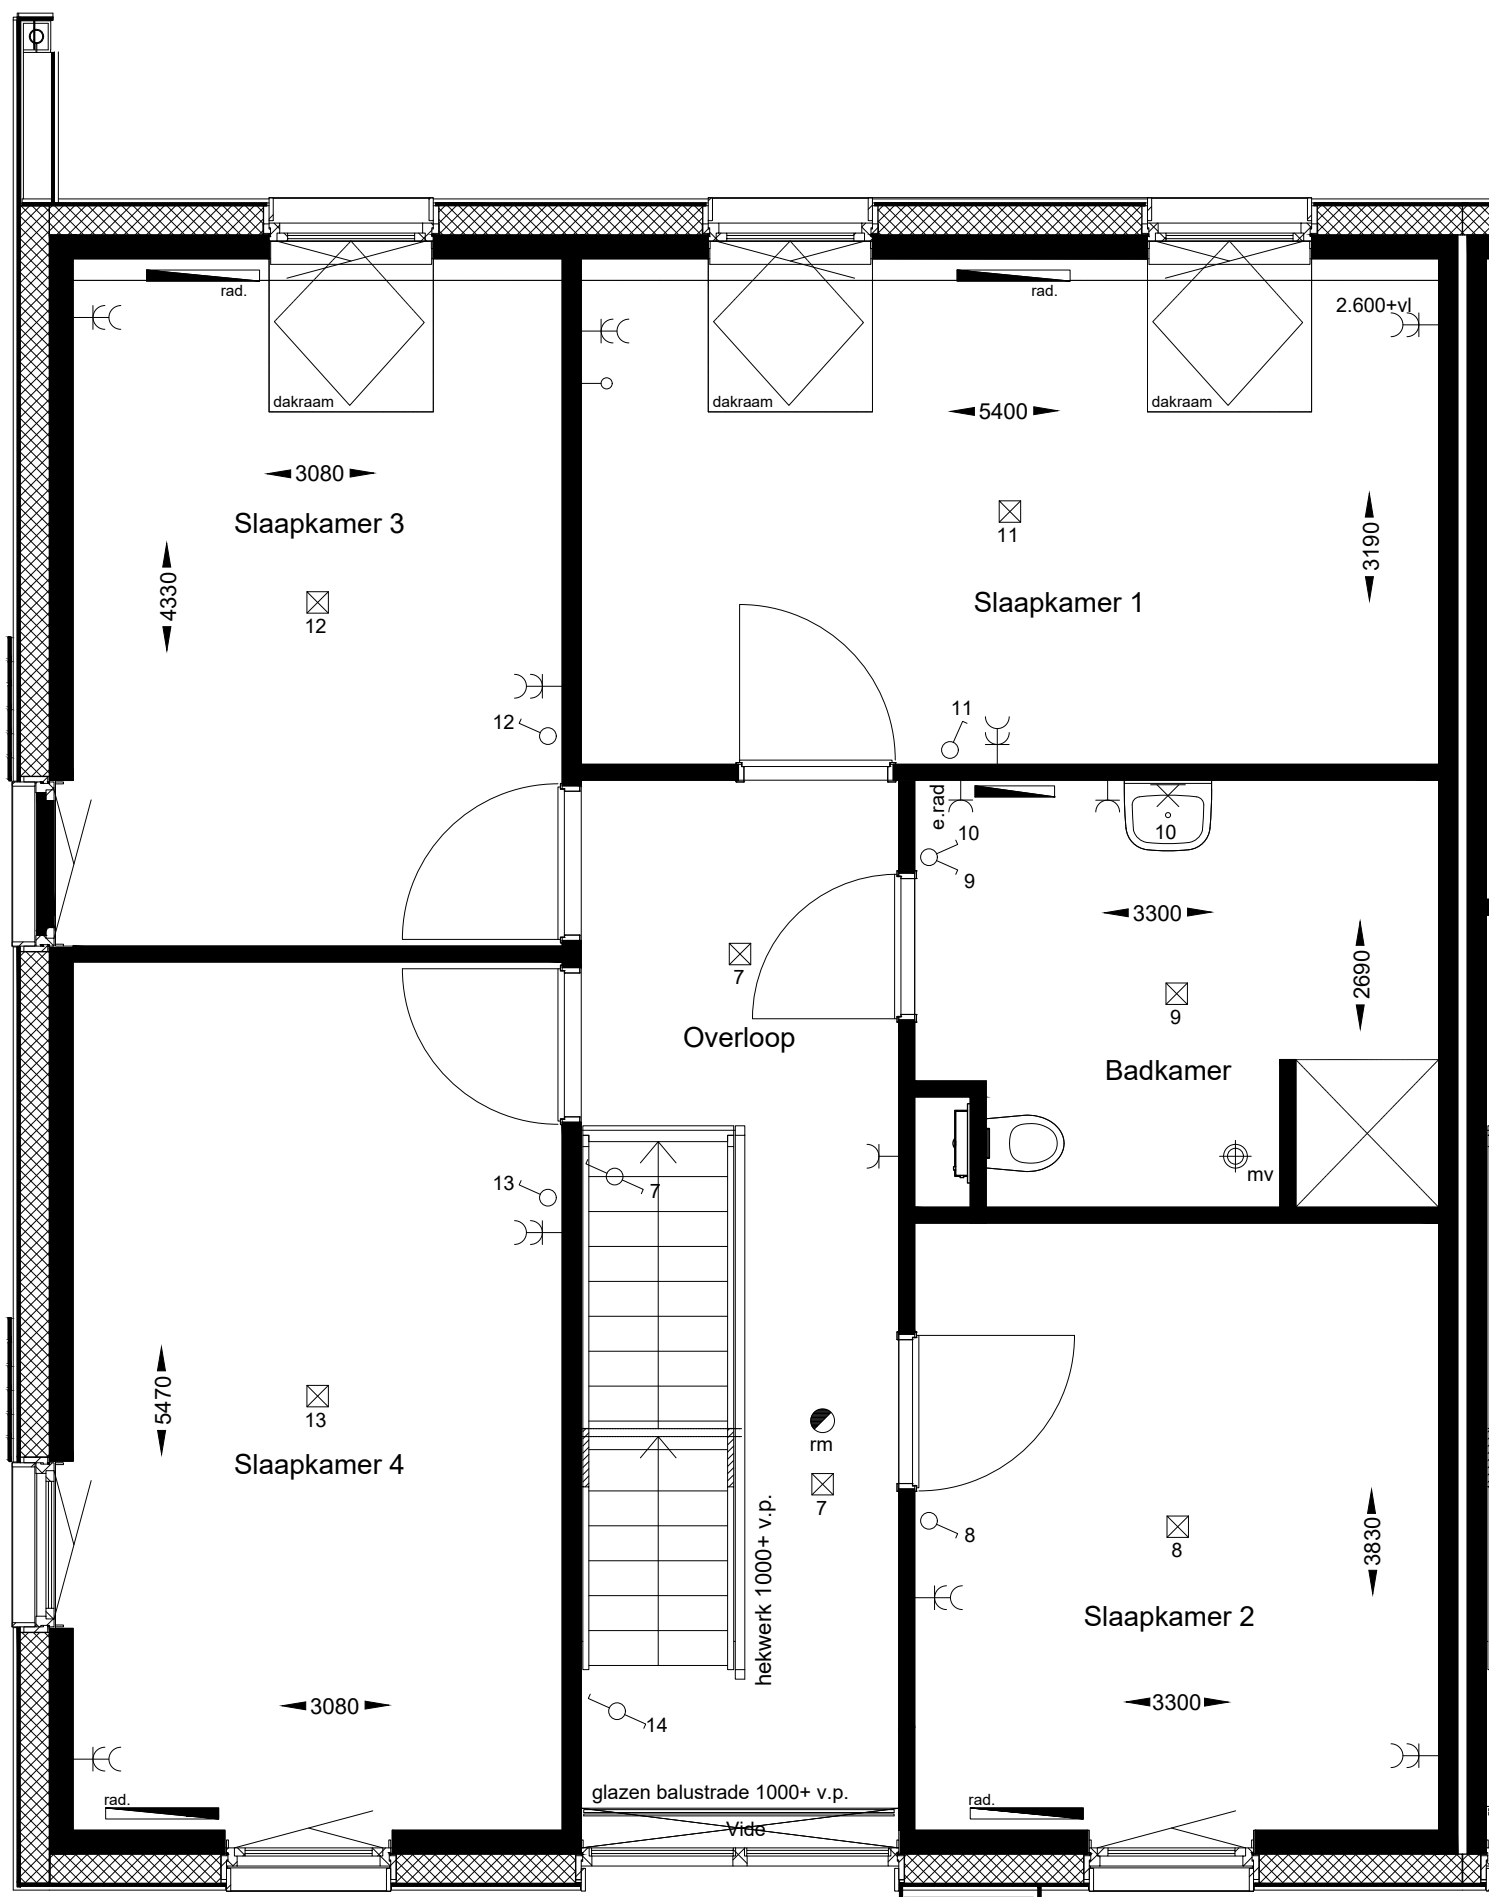 rad.
rad.
2.600+vl
dakraam
dakraam
dakraam
5400
3080
Slaapkamer 3
11
3190
4330
12
Slaapkamer 1
12
11
e.rad
10
10
9
3300
7
2690
9
Overloop
Badkamer
13
7
mv
5470
13
rm
Slaapkamer 4
7
hekwerk 1000+ v.p.
8
8
3830
Slaapkamer 2
3080
3300
14
glazen balustrade 1000+ v.p.
rad.
rad.
Vide